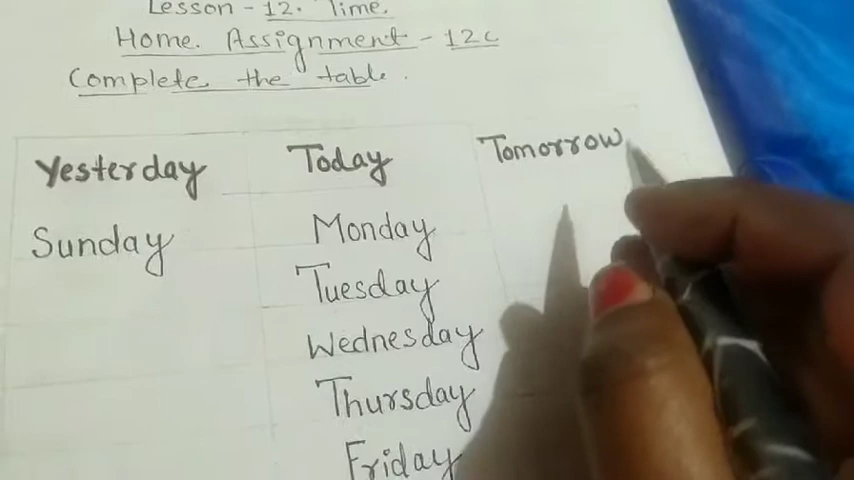 Lesson - 12. Time.
Home. Assignment - 12c
Complete the table.
Yesterday Today Tomorrow
Sunday Monday
Tuesday
Wednesday
Thursday
Friday